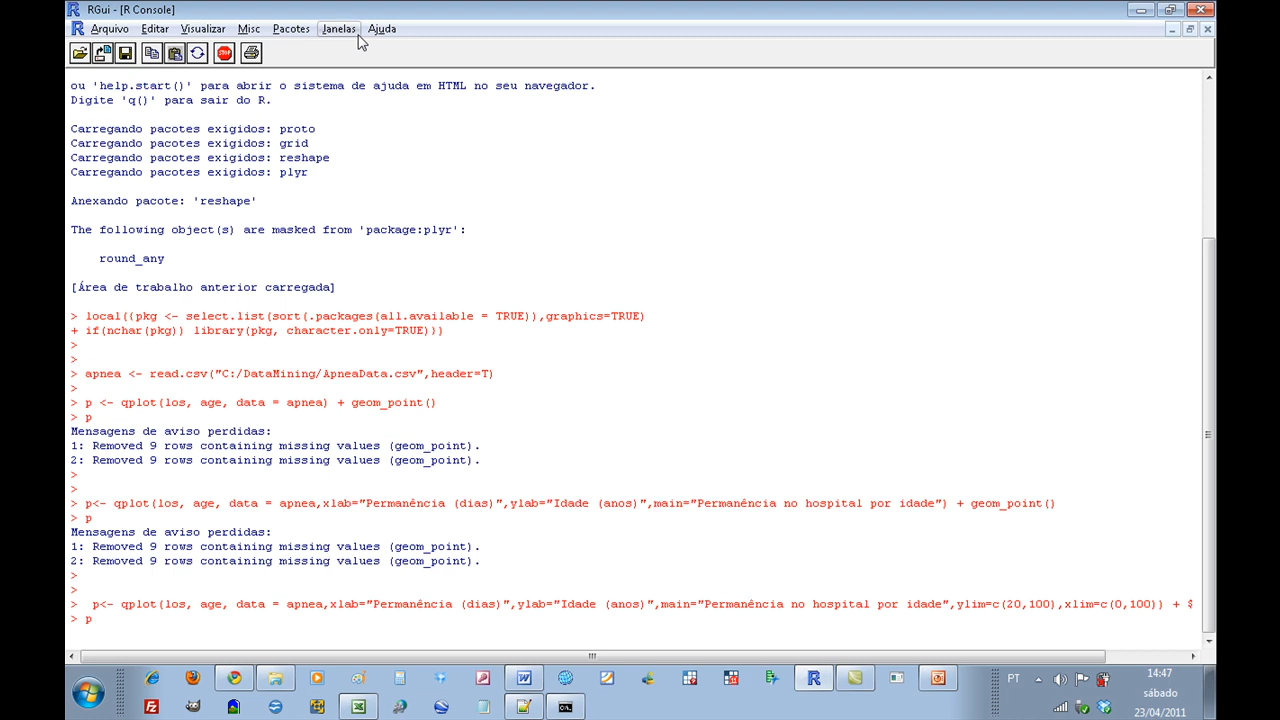 RGui - [R Console]
Arquivo Editar Visualizar Misc Pacotes Janelas Ajuda
STOP
ou 'help.start()' para abrir o sistema de ajuda em HTML no seu navegador.
Digite 'q()' para sair do R.
Carregando pacotes exigidos: proto
Carregando pacotes exigidos: grid
Carregando pacotes exigidos: reshape
Carregando pacotes exigidos: plyr
Anexando pacote: 'reshape'
The following object(s) are masked from 'package:plyr':
round_any
[Área de trabalho anterior carregada]
> local({pkg <- select.list(sort(.packages(all.available = TRUE)),graphics=TRUE)
+ if(nchar(pkg)) library(pkg, character.only=TRUE)})
>
>
> apnea <- read.csv("C:/DataMining/ApneaData.csv",header=T)
>
> p <- qplot(los, age, data = apnea) + geom_point()
> p
Mensagens de aviso perdidas:
1: Removed 9 rows containing missing values (geom_point).
2: Removed 9 rows containing missing values (geom_point).
>
>
> p<- qplot(los, age, data = apnea,xlab="Permanência (dias)",ylab="Idade (anos)",main="Permanência no hospital por idade") + geom_point()
> p
Mensagens de aviso perdidas:
1: Removed 9 rows containing missing values (geom_point).
2: Removed 9 rows containing missing values (geom_point).
>
>
>  p<- qplot(los, age, data = apnea,xlab="Permanência (dias)",ylab="Idade (anos)",main="Permanência no hospital por idade",ylim=c(20,100),xlim=c(0,100)) + $
> p
PT
14:47
sábado
23/04/2011